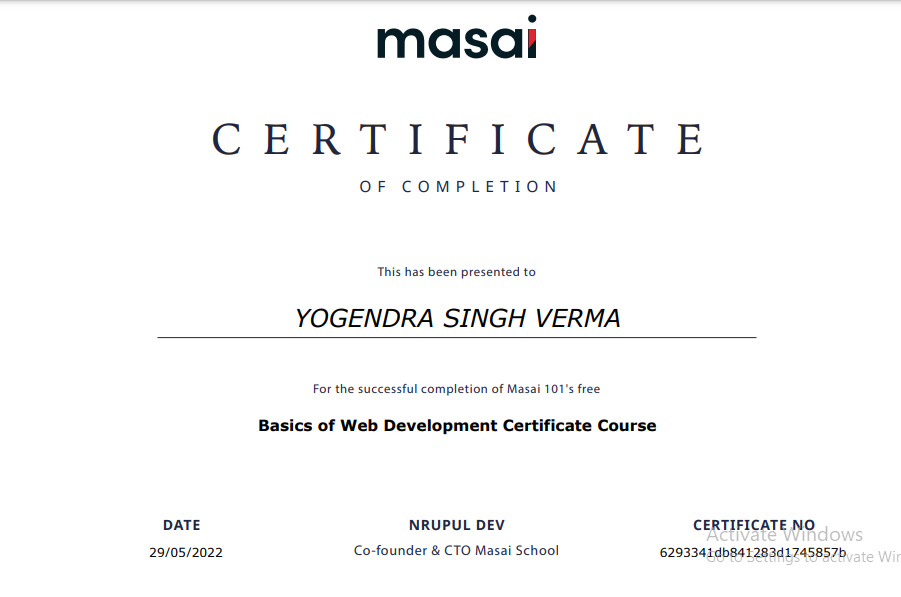 masai
CERTIFICATE
OF COMPLETION
This has been presented to
YOGENDRA SINGH VERMA
For the successful completion of Masai 101's free
Basics of Web Development Certificate Course
DATE
29/05/2022
NRUPUL DEV
Co-founder & CTO Masai School
CERTIFICATE NO
6293341db841283d1745857b
Activate Windows
Go to Settings to activate Win